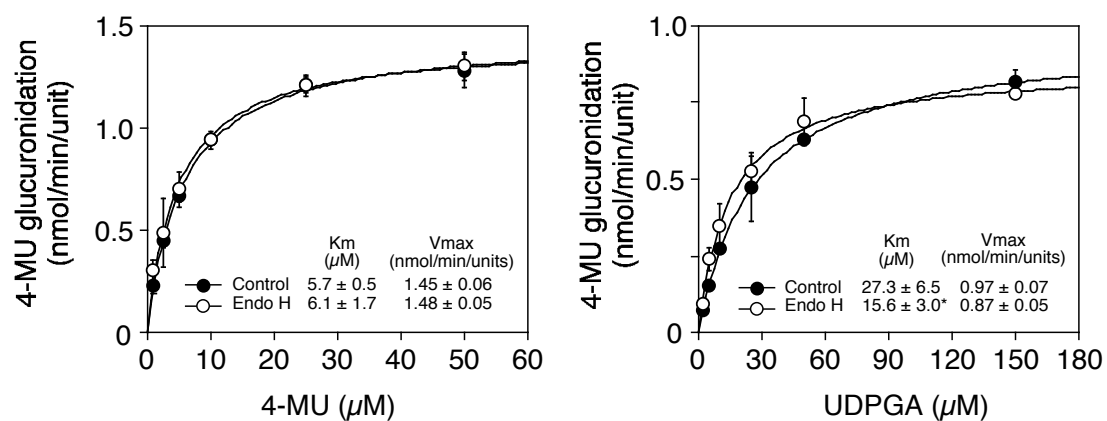 4-MU glucuronidation
(nmol/min/unit)
1.5
1.0
0.5
0
0 10 20 30 40 50 60
4-MU (µM)
Km Vmax
(µM) (nmol/min/units)
Control 5.7 ± 0.5 1.45 ± 0.06
Endo H 6.1 ± 1.7 1.48 ± 0.05
4-MU glucuronidation
(nmol/min/unit)
1.0
0.5
0
0 30 60 90 120 150 180
UDPGA (µM)
Km Vmax
(µM) (nmol/min/units)
Control 27.3 ± 6.5 0.97 ± 0.07
Endo H 15.6 ± 3.0* 0.87 ± 0.05